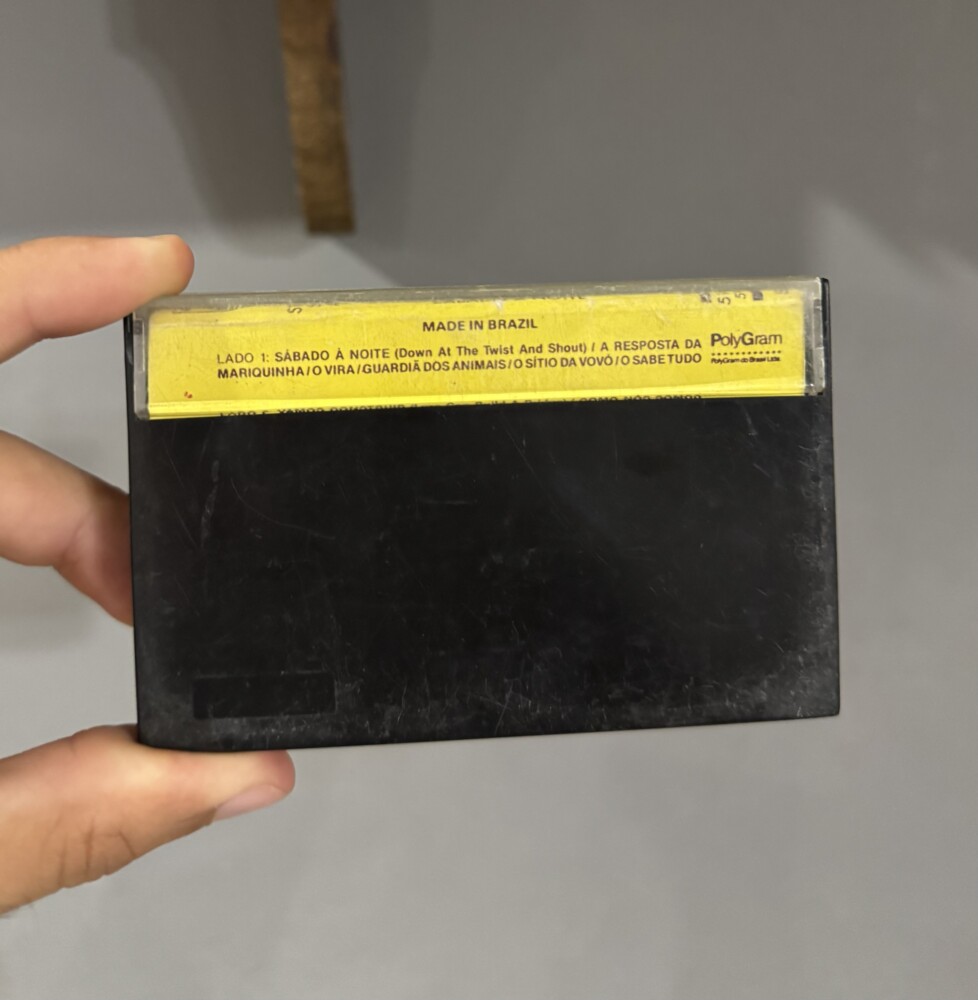 MADE IN BRAZIL
LADO 1: SÁBADO À NOITE (Down At The Twist And Shout) / A RESPOSTA DA
MARIQUINHA / O VIRA / GUARDIÃ DOS ANIMAIS / O SÍTIO DA VOVÓ / O SABE TUDO
PolyGram
PolyGram do Brasil Ltda.